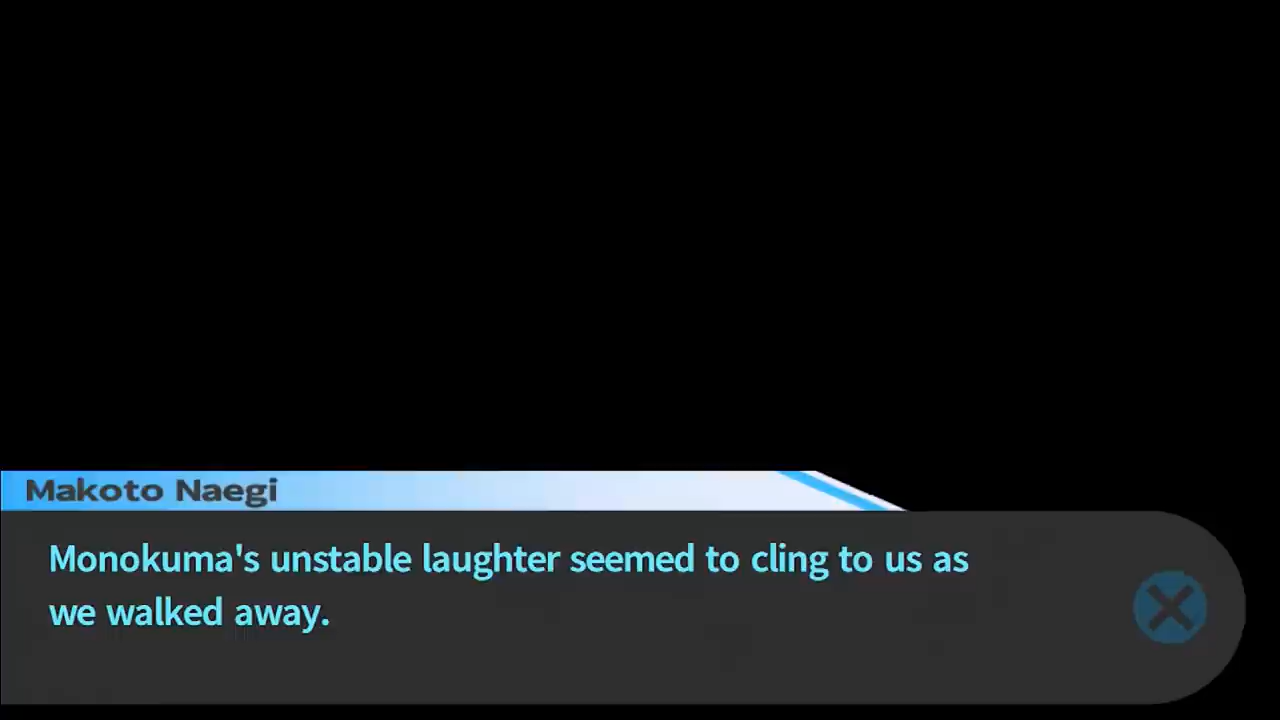 Makoto Naegi
Monokuma's unstable laughter seemed to cling to us as
we walked away.